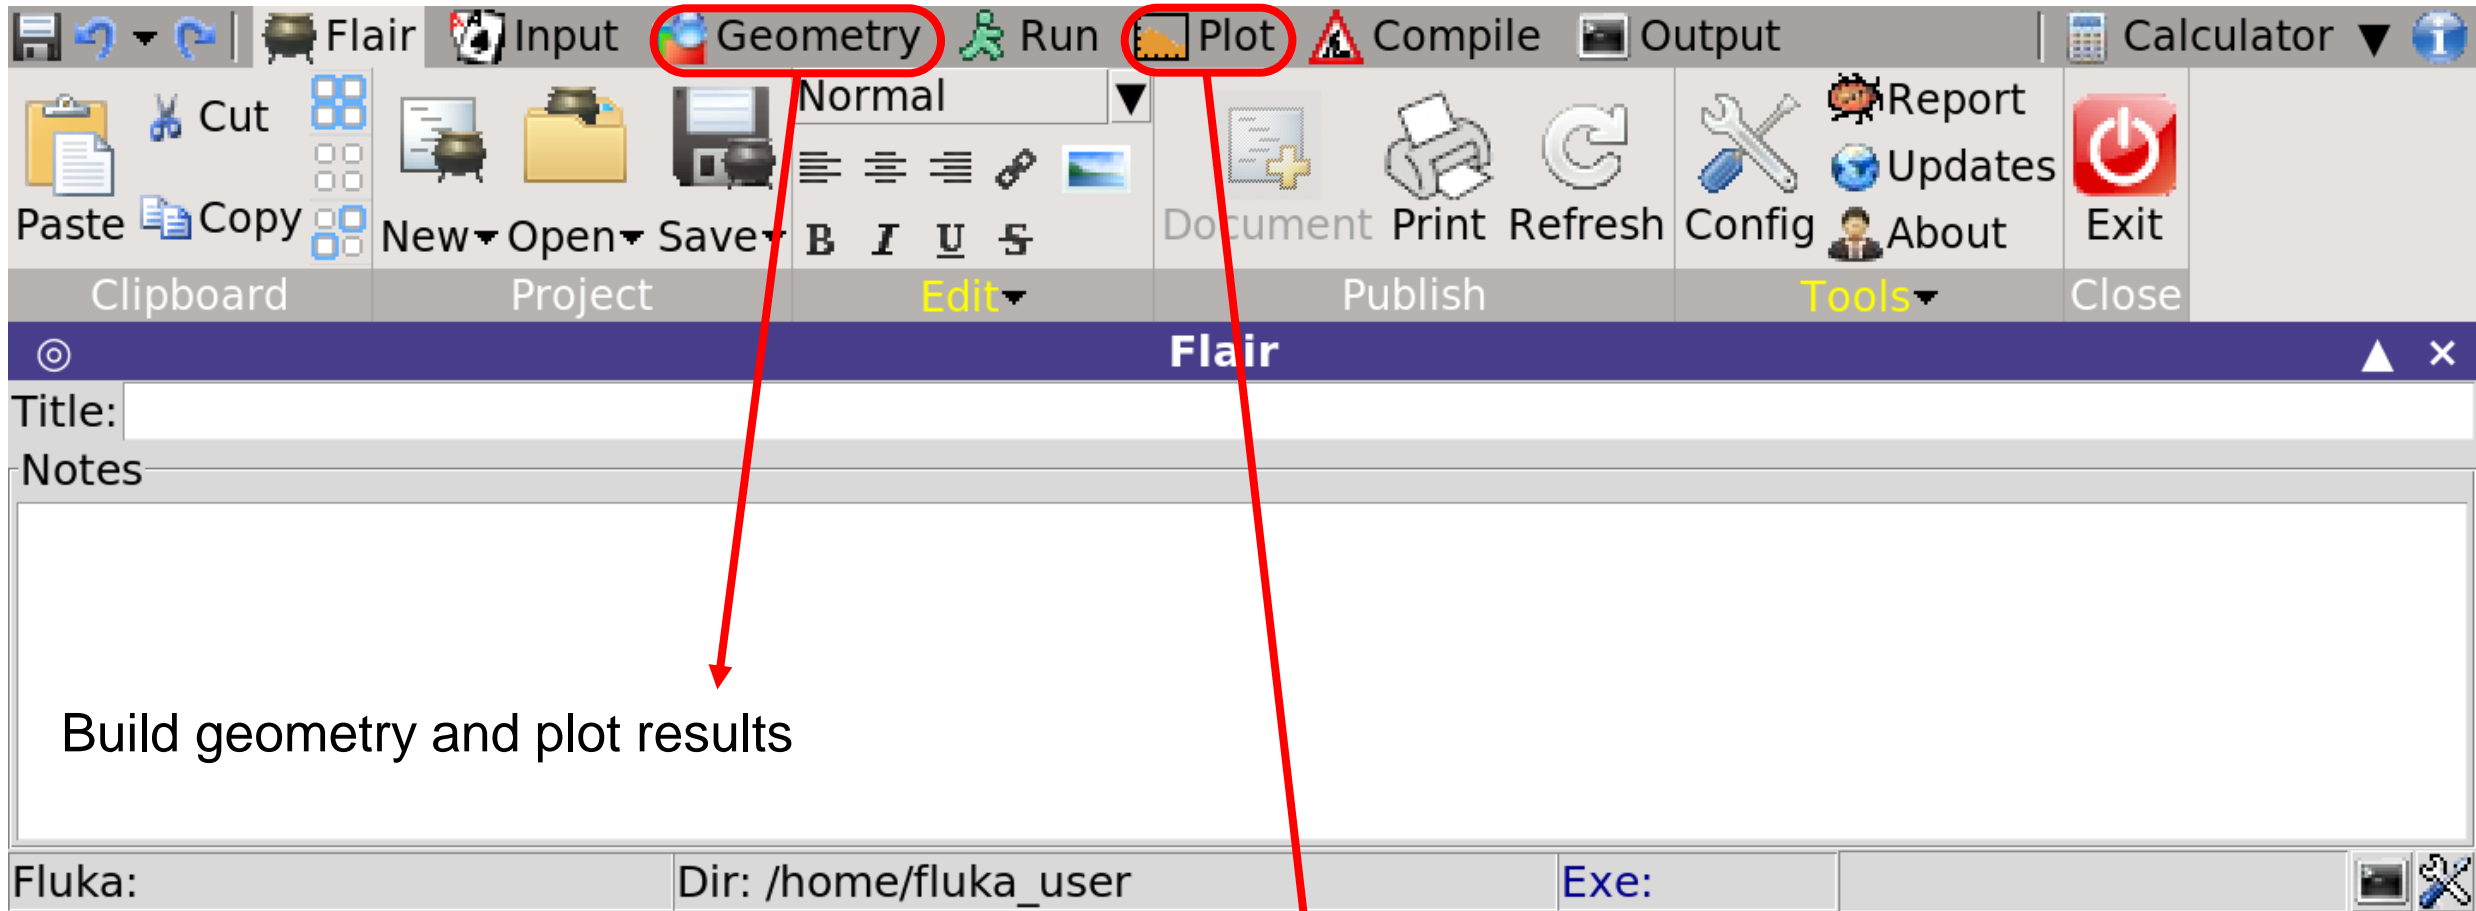 Flair Input Geometry Run Plot Compile Output Calculator
Paste Cut Copy
New Open Save
Normal
B I U S
Document Print Refresh
Config Report Updates About
Exit
Clipboard Project Edit Publish Tools Close
Flair
Title:
Notes
Build geometry and plot results
Fluka: Dir: /home/fluka_user Exe: